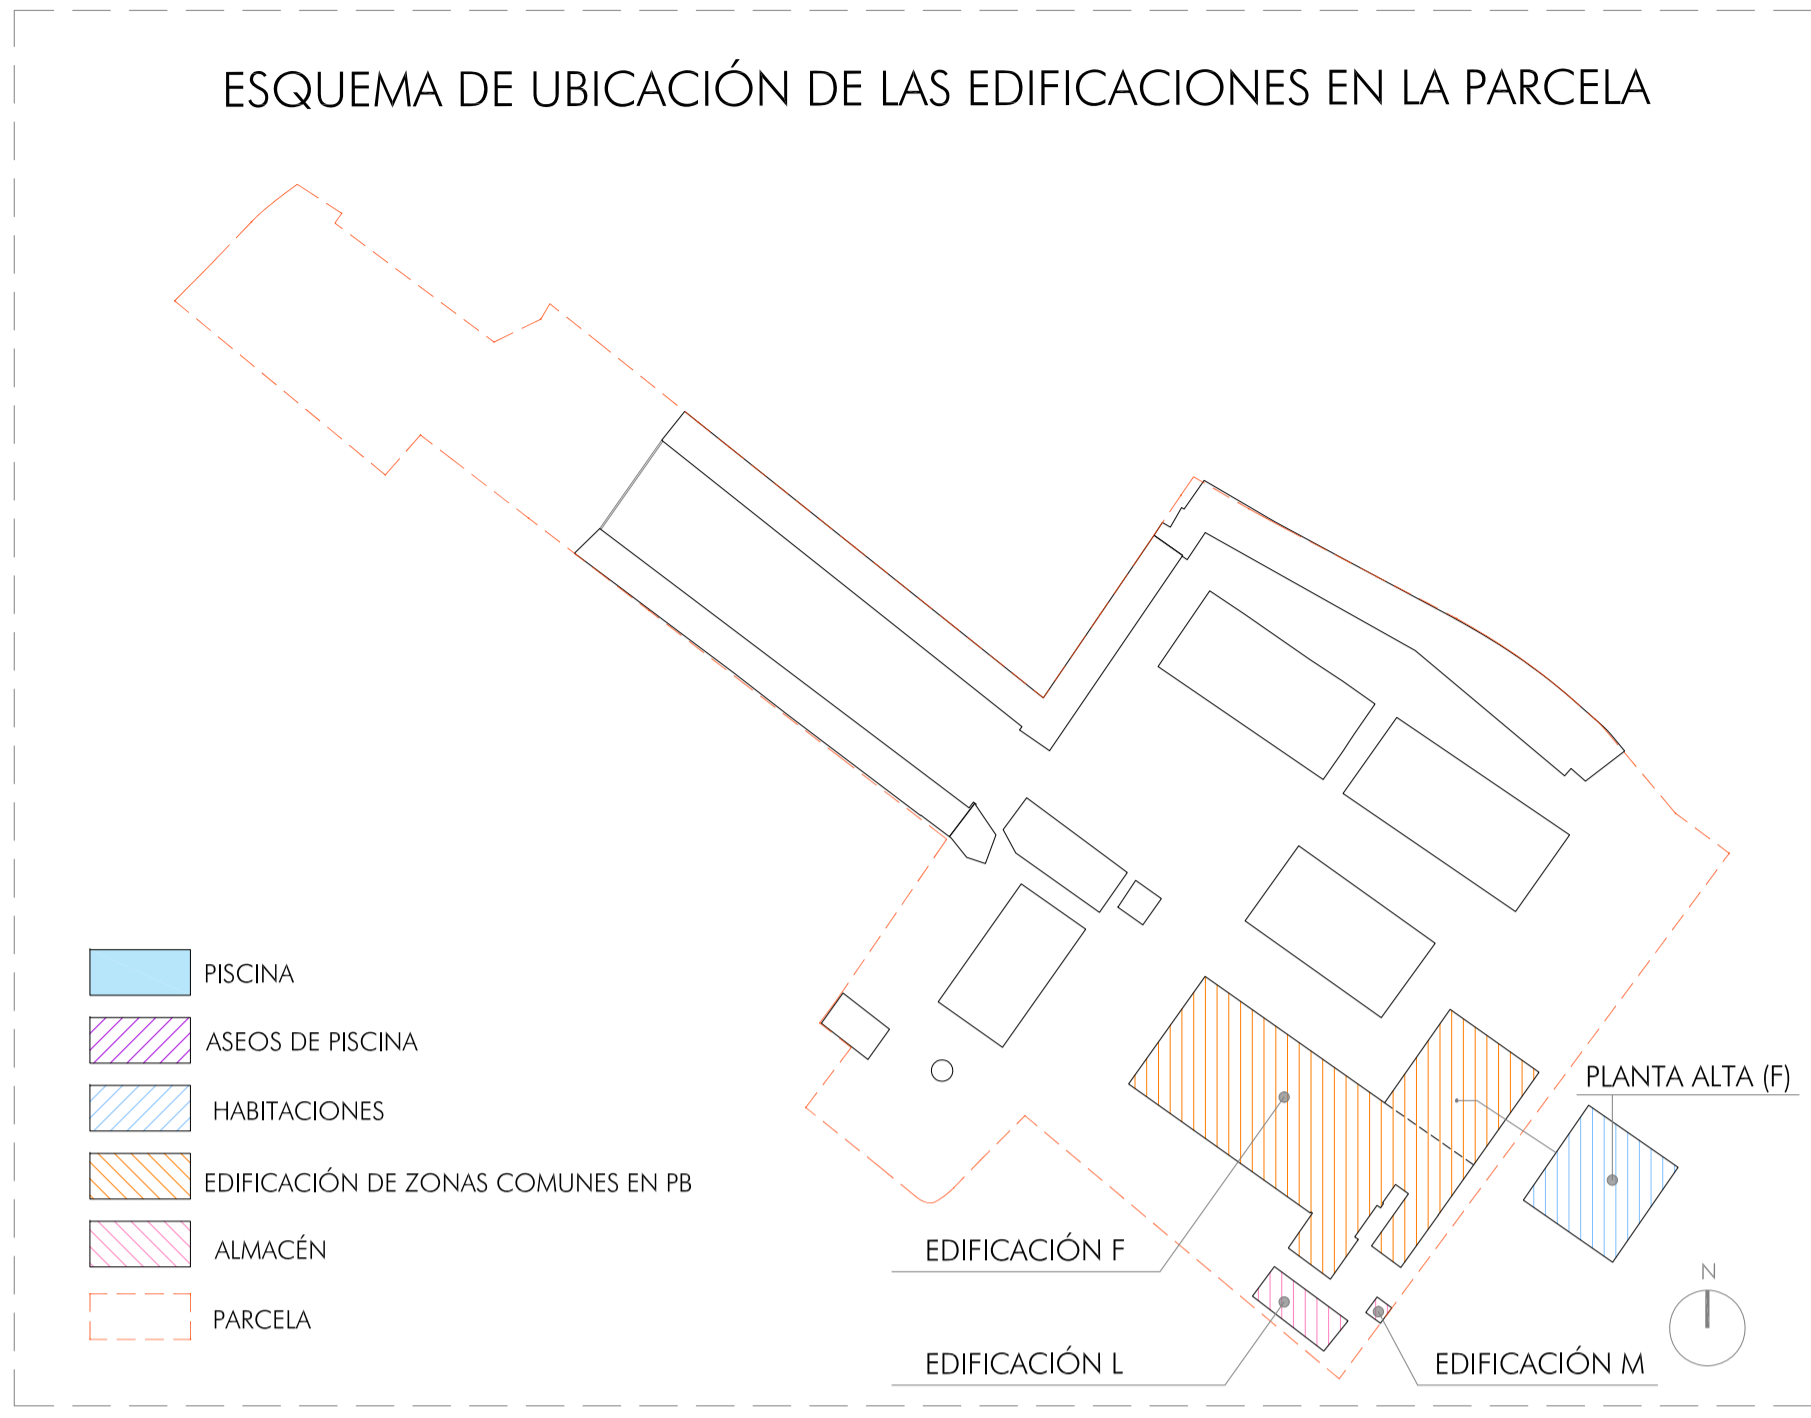 ESQUEMA DE UBICACIÓN DE LAS EDIFICACIONES EN LA PARCELA
PISCINA
ASEOS DE PISCINA
HABITACIONES
EDIFICACIÓN DE ZONAS COMUNES EN PB
ALMACÉN
PARCELA
PLANTA ALTA (F)
EDIFICACIÓN F
EDIFICACIÓN L
EDIFICACIÓN M
N